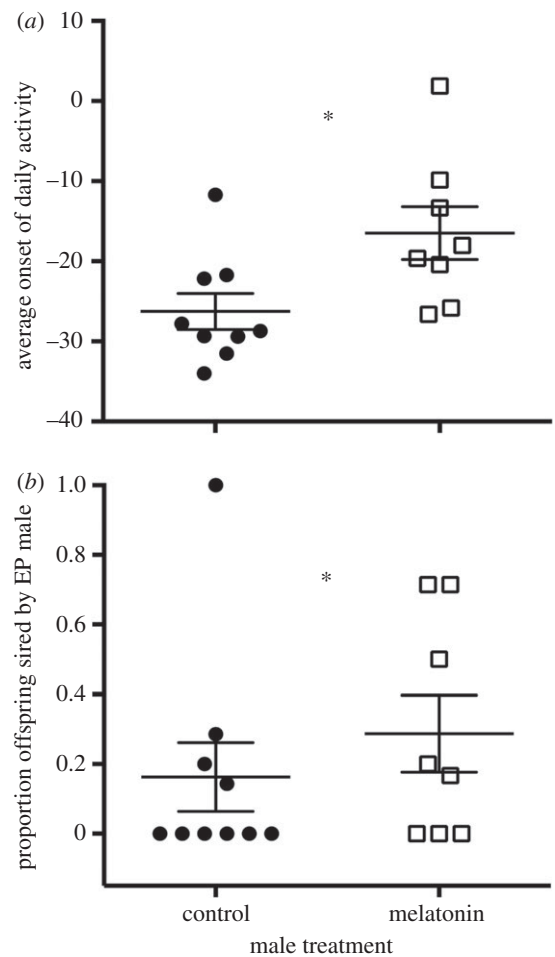 (a)
10
0
–10
–20
–30
–40
average onset of daily activity
*
(b)
1.0
0.8
0.6
0.4
0.2
0
proportion offspring sired by EP male
*
control melatonin
male treatment